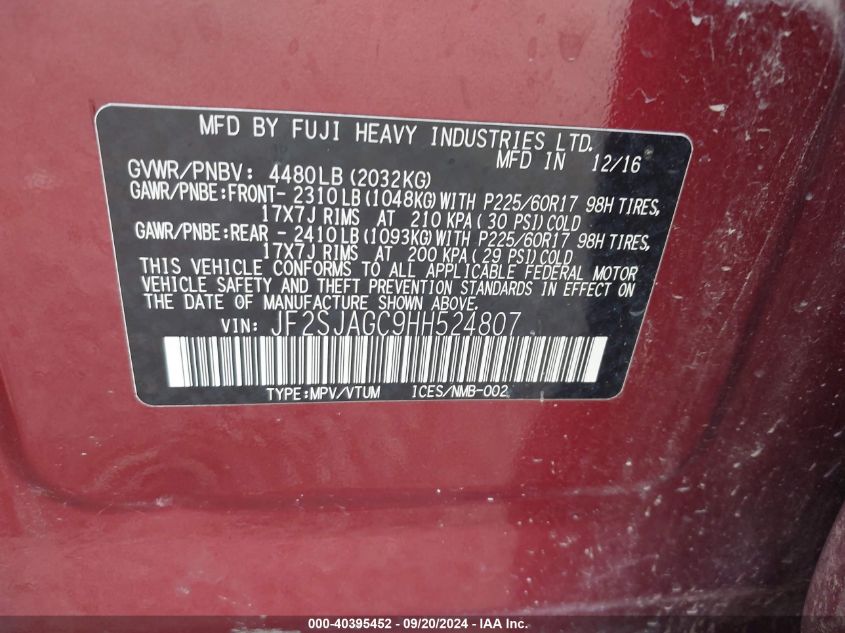 MFD BY FUJI HEAVY INDUSTRIES LTD.
MFD IN 12/16
GVWR/PNBV: 4480LB (2032KG)
GAWR/PNBE:FRONT- 2310LB (1048KG)WITH P225/60R17 98H TIRES,
17X7J RIMS AT 210 KPA( 30 PSI)COLD
GAWR/PNBE:REAR - 2410LB (1093KG)WITH P225/60R17 98H TIRES,
17X7J RIMS AT 200 KPA( 29 PSI)COLD
THIS VEHICLE CONFORMS TO ALL APPLICABLE FEDERAL MOTOR
VEHICLE SAFETY AND THEFT PREVENTION STANDARDS IN EFFECT ON
THE DATE OF MANUFACTURE SHOWN ABOVE.
VIN: JF2SJAGC9HH524807
TYPE:MPV/VTUM ICES/NMB-002
000-40395452 - 09/20/2024 - IAA Inc.